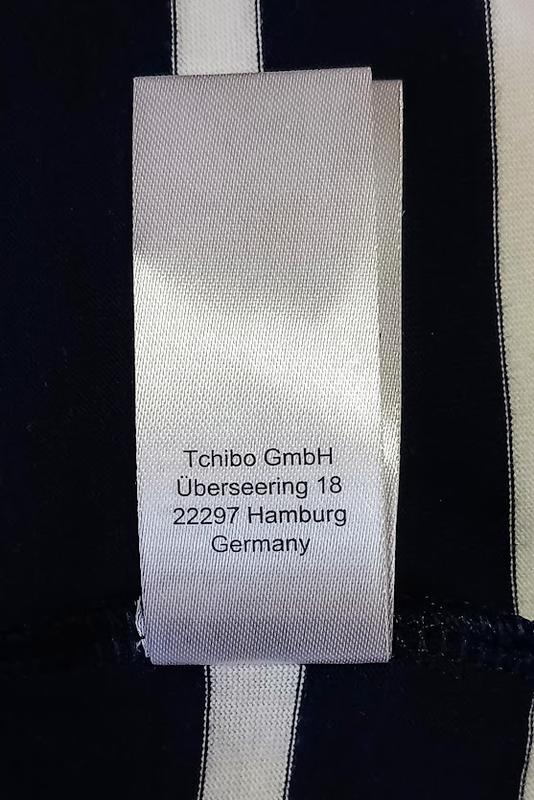 Tchibo GmbH
Überseering 18
22297 Hamburg
Germany